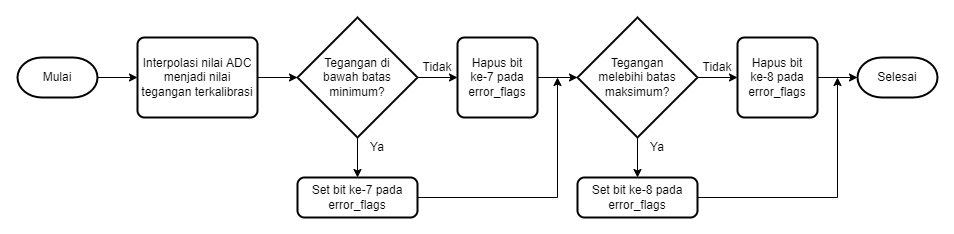 Mulai
Interpolasi nilai ADC
menjadi nilai
tegangan terkalibrasi
Tegangan di
bawah batas
minimum?
Tidak
Hapus bit
ke-7 pada
error_flags
Ya
Set bit ke-7 pada
error_flags
Tegangan
melebihi batas
maksimum?
Tidak
Hapus bit
ke-8 pada
error_flags
Ya
Set bit ke-8 pada
error_flags
Selesai